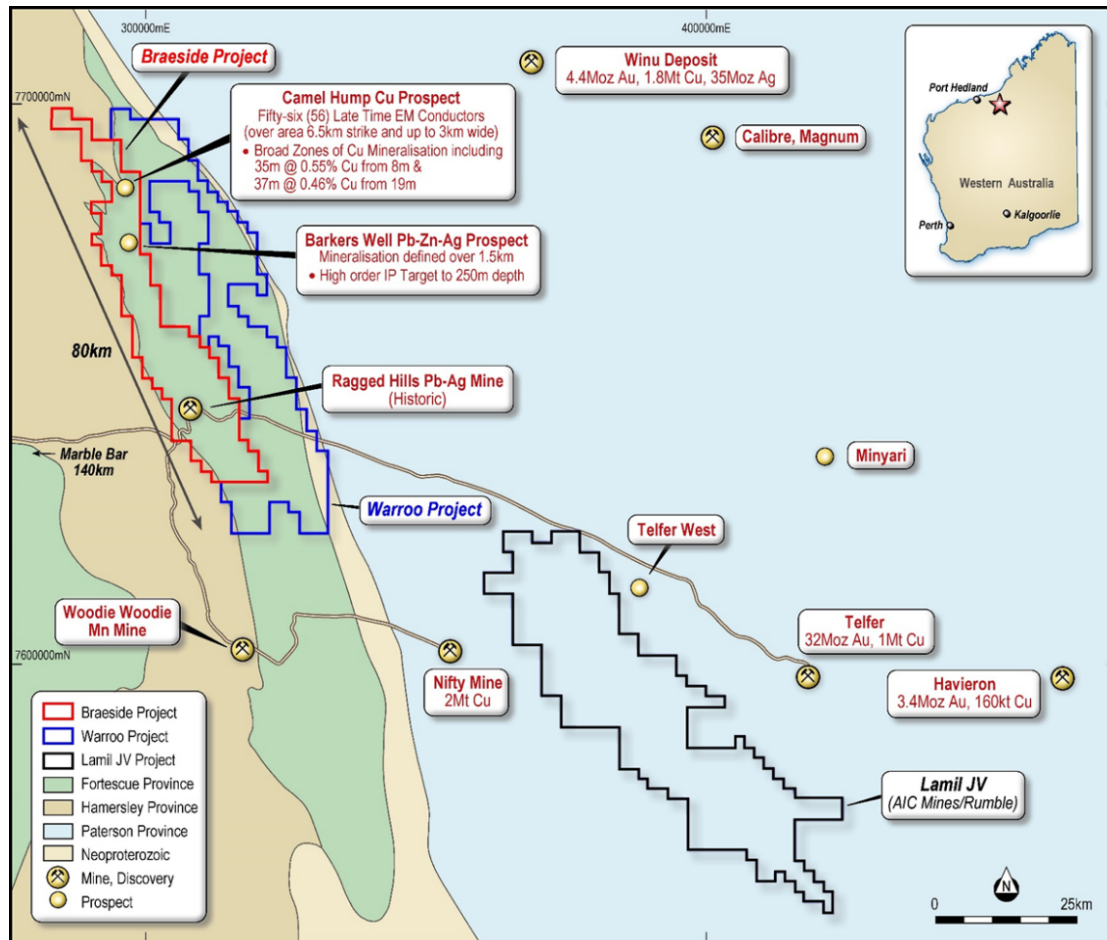 300000mE
400000mE
7700000mN
7600000mN
Braeside Project
Camel Hump Cu Prospect
Fifty-six (56) Late Time EM Conductors
(over area 6.5km strike and up to 3km wide)
• Broad Zones of Cu Mineralisation including
35m @ 0.55% Cu from 8m &
37m @ 0.46% Cu from 19m
Winu Deposit
4.4Moz Au, 1.8Mt Cu, 35Moz Ag
Calibre, Magnum
Port Hedland
Western Australia
Kalgoorlie
Perth
Barkers Well Pb-Zn-Ag Prospect
Mineralisation defined over 1.5km
• High order IP Target to 250m depth
80km
Ragged Hills Pb-Ag Mine
(Historic)
Marble Bar
140km
Minyari
Warroo Project
Telfer West
Woodie Woodie
Mn Mine
Nifty Mine
2Mt Cu
Telfer
32Moz Au, 1Mt Cu
Havieron
3.4Moz Au, 160kt Cu
Lamil JV
(AIC Mines/Rumble)
Braeside Project
Warroo Project
Lamil JV Project
Fortescue Province
Hamersley Province
Paterson Province
Neoproterozoic
Mine, Discovery
Prospect
N
0 25km